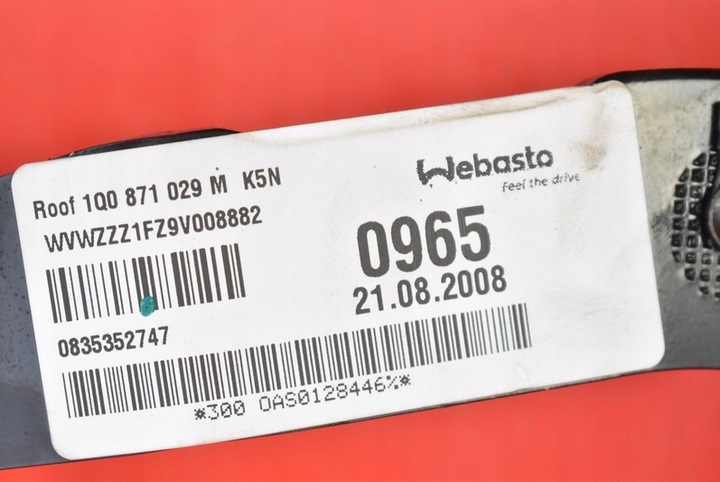 Webasto
Feel the drive
Roof 1Q0 871 029 M K5N
WVWZZZ1FZ9V008882
0965
21.08.2008
0835352747
*300 0AS0128446%*